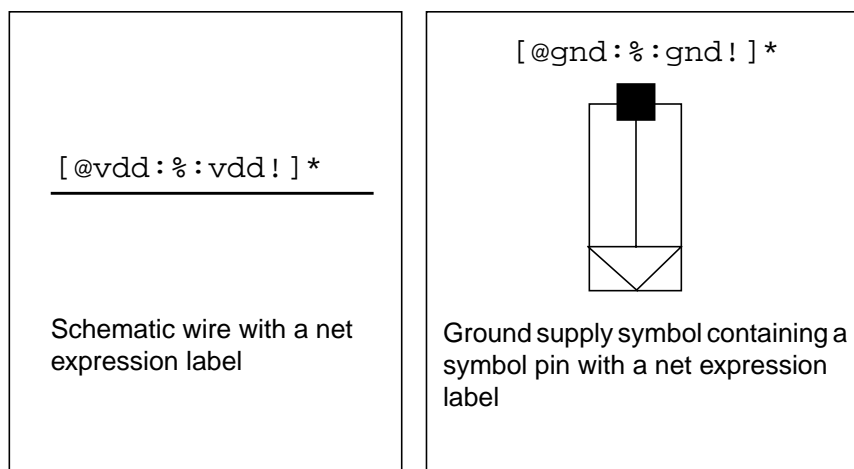 [@vdd:%:vdd!]*
Schematic wire with a net
expression label
[@gnd:%:gnd!]*
Ground supply symbol containing a
symbol pin with a net expression
label